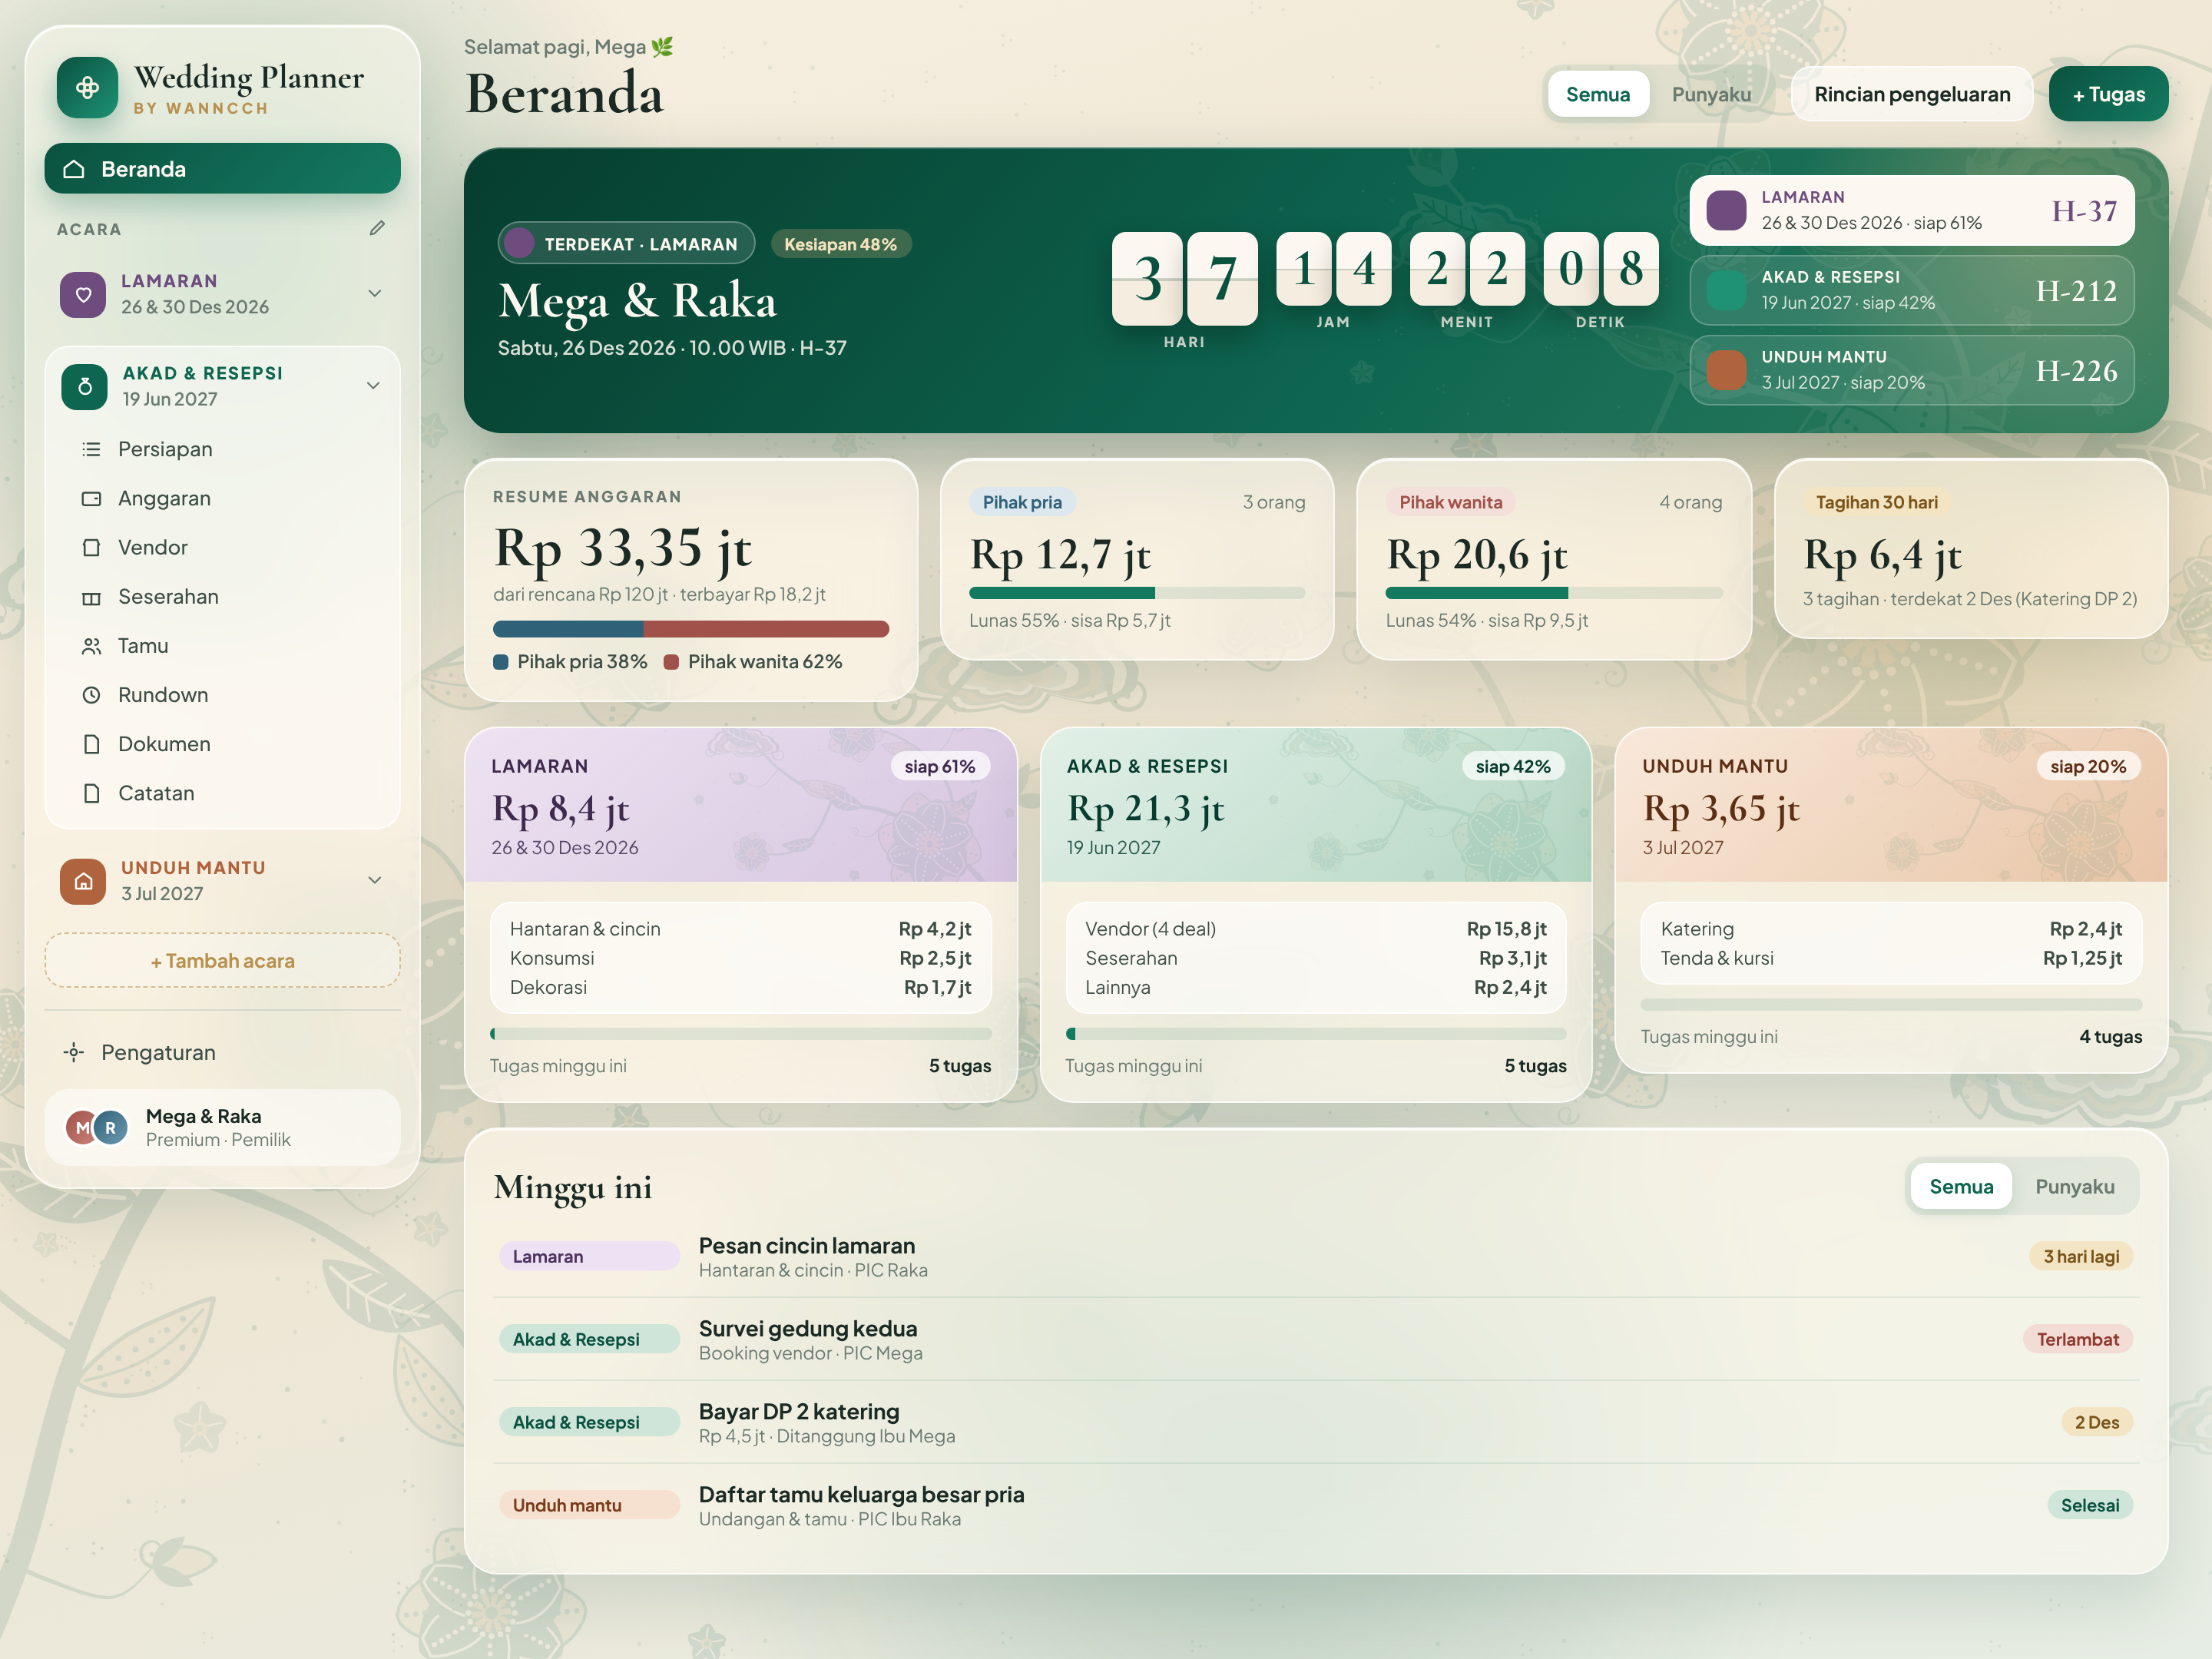 Wedding Planner
BY WANNCCH
Beranda
ACARA
LAMARAN
26 & 30 Des 2026
AKAD & RESEPSI
19 Jun 2027
Persiapan
Anggaran
Vendor
Seserahan
Tamu
Rundown
Dokumen
Catatan
UNDUH MANTU
3 Jul 2027
+ Tambah acara
Pengaturan
M R
Mega & Raka
Premium · Pemilik
Selamat pagi, Mega 🌿
Beranda
Semua Punyaku Rincian pengeluaran + Tugas
TERDEKAT · LAMARAN Kesiapan 48%
Mega & Raka
Sabtu, 26 Des 2026 · 10.00 WIB · H-37
3 7 1 4 2 2 0 8
HARI JAM MENIT DETIK
LAMARAN
26 & 30 Des 2026 · siap 61%
H-37
AKAD & RESEPSI
19 Jun 2027 · siap 42%
H-212
UNDUH MANTU
3 Jul 2027 · siap 20%
H-226
RESUME ANGGARAN
Rp 33,35 jt
dari rencana Rp 120 jt · terbayar Rp 18,2 jt
Pihak pria 38% Pihak wanita 62%
Pihak pria 3 orang
Rp 12,7 jt
Lunas 55% · sisa Rp 5,7 jt
Pihak wanita 4 orang
Rp 20,6 jt
Lunas 54% · sisa Rp 9,5 jt
Tagihan 30 hari
Rp 6,4 jt
3 tagihan · terdekat 2 Des (Katering DP 2)
LAMARAN siap 61%
Rp 8,4 jt
26 & 30 Des 2026
Hantaran & cincin Rp 4,2 jt
Konsumsi Rp 2,5 jt
Dekorasi Rp 1,7 jt
Tugas minggu ini 5 tugas
AKAD & RESEPSI siap 42%
Rp 21,3 jt
19 Jun 2027
Vendor (4 deal) Rp 15,8 jt
Seserahan Rp 3,1 jt
Lainnya Rp 2,4 jt
Tugas minggu ini 5 tugas
UNDUH MANTU siap 20%
Rp 3,65 jt
3 Jul 2027
Katering Rp 2,4 jt
Tenda & kursi Rp 1,25 jt
Tugas minggu ini 4 tugas
Minggu ini Semua Punyaku
Lamaran
Pesan cincin lamaran
Hantaran & cincin · PIC Raka
3 hari lagi
Akad & Resepsi
Survei gedung kedua
Booking vendor · PIC Mega
Terlambat
Akad & Resepsi
Bayar DP 2 katering
Rp 4,5 jt · Ditanggung Ibu Mega
2 Des
Unduh mantu
Daftar tamu keluarga besar pria
Undangan & tamu · PIC Ibu Raka
Selesai